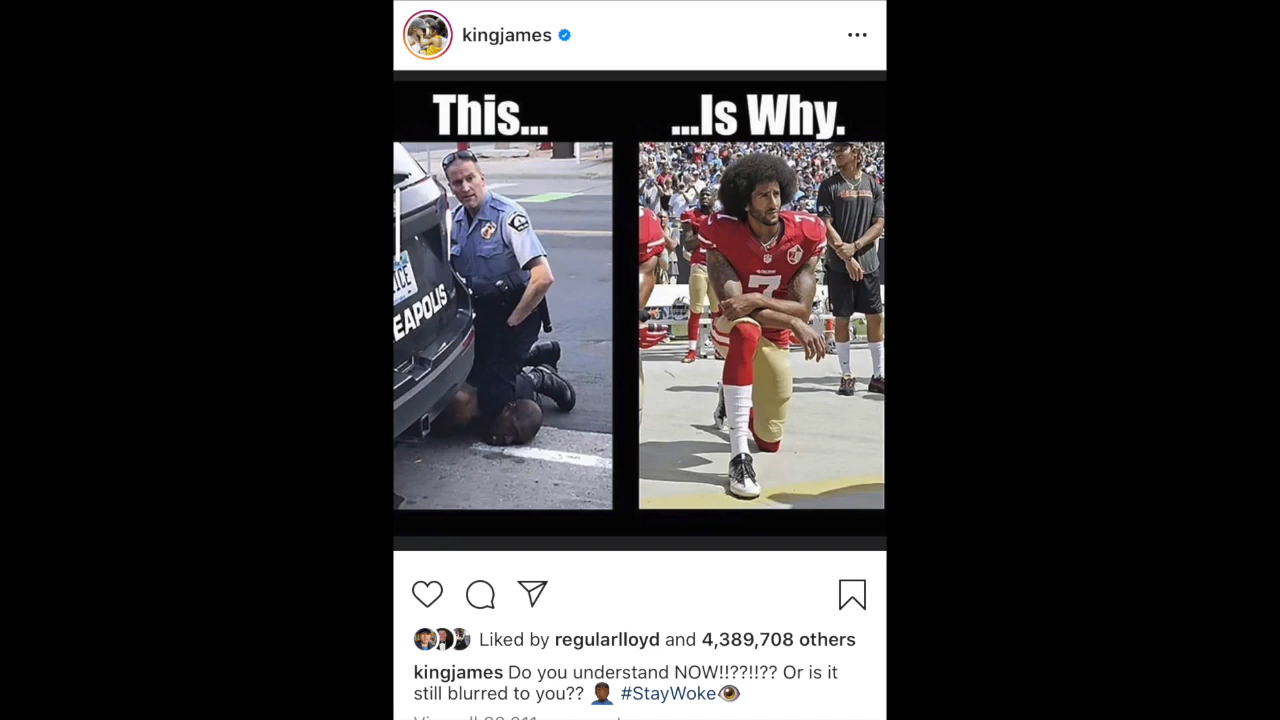 kingjames
This...
...Is Why.
ICE
EAPOLIS
7
Liked by regularlloyd and 4,389,708 others
kingjames Do you understand NOW!!??!!?? Or is it
still blurred to you?? 🤦🏾‍♂️ #StayWoke👁